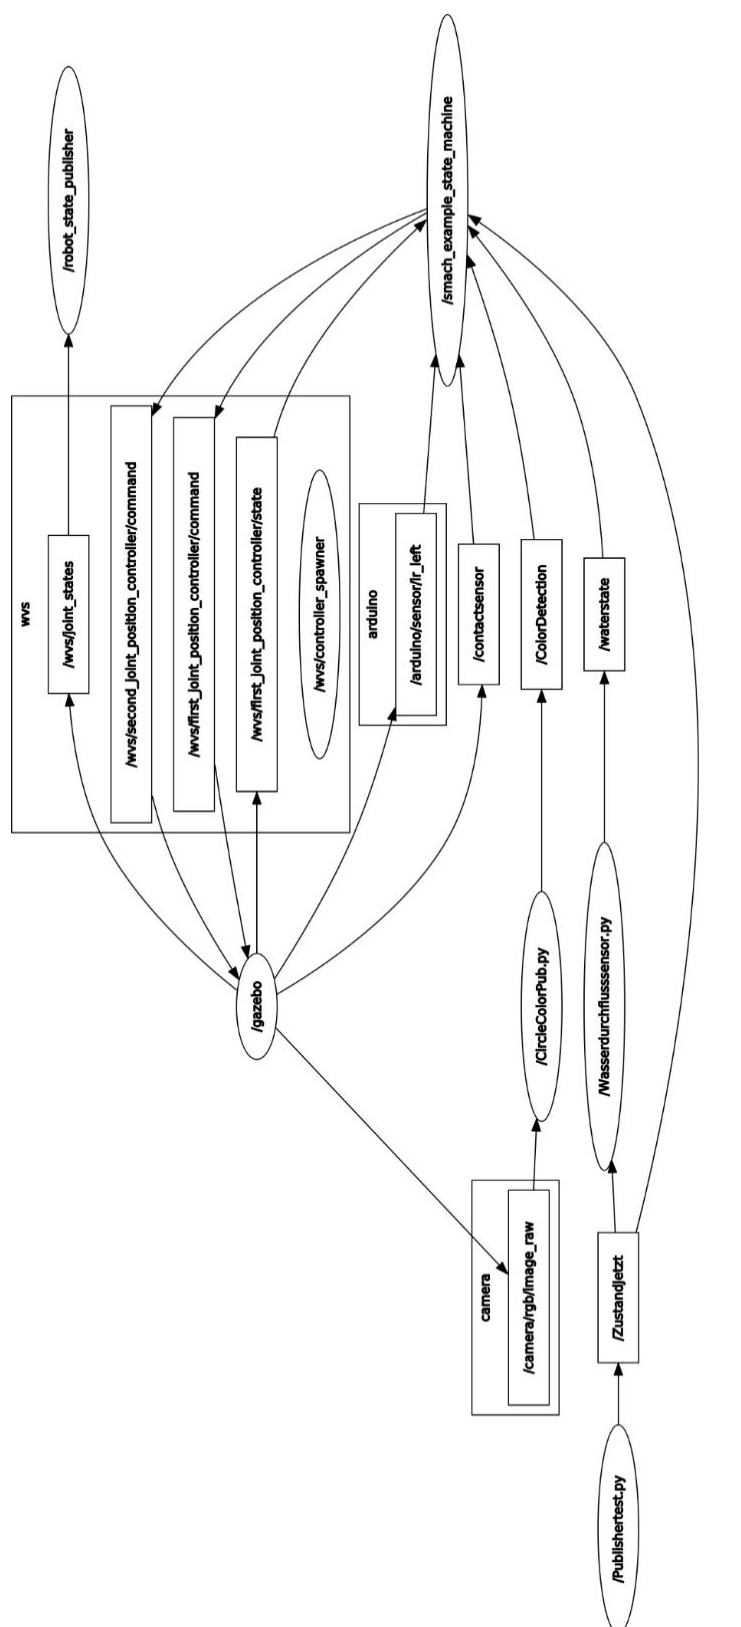 /robot_state_publisher
/smach_example_state_machine
wvs
/wvs/joint_states
/wvs/second_joint_position_controller/command
/wvs/first_joint_position_controller/command
/wvs/first_joint_position_controller/state
/wvs/controller_spawner
arduino
/arduino/sensor/ir_left
/contactsensor
/ColorDetection
/waterstate
/gazebo
/CircleColorPub.py
/Wasserdurchflusssensor.py
camera
/camera/rgb/image_raw
/ZustandJetzt
/Publishertest.py